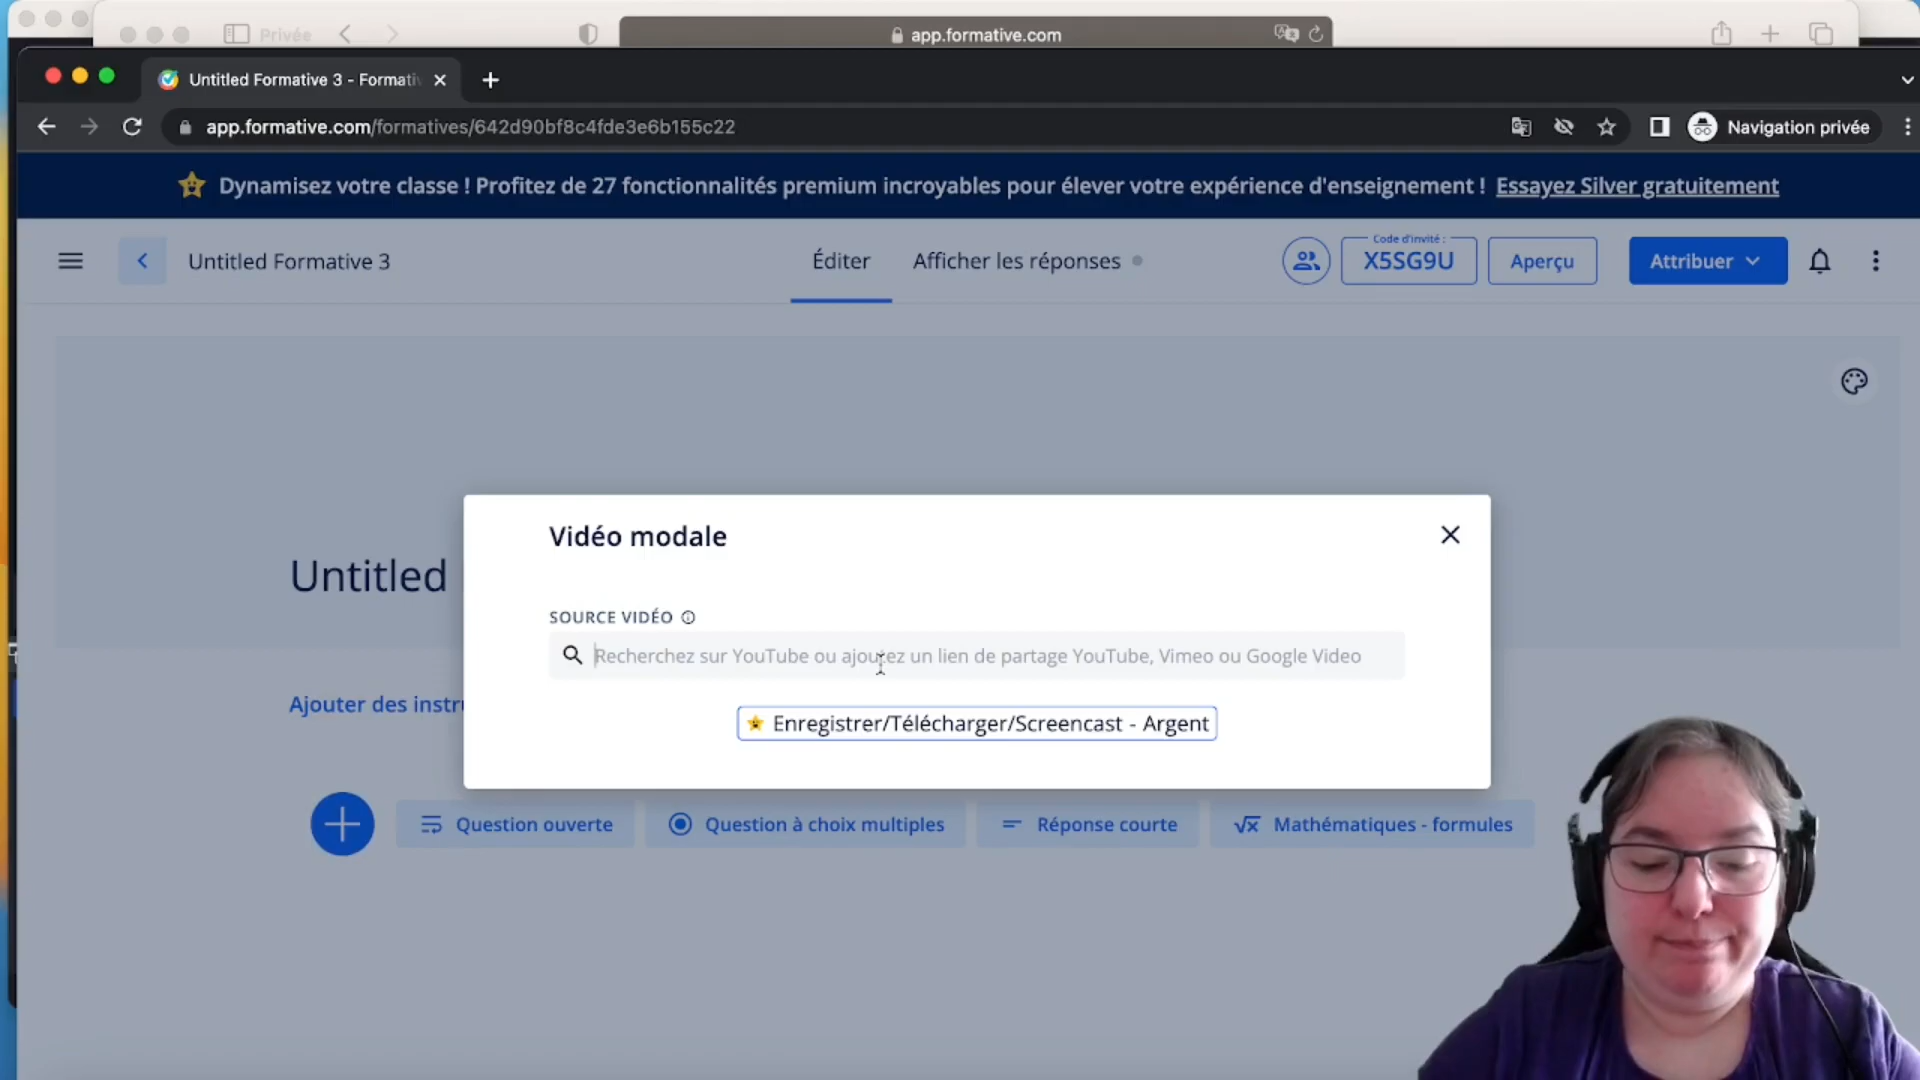 Privée
app.formative.com
Untitled Formative 3 - Formati
app.formative.com/formatives/642d90bf8c4fde3e6b155c22
Navigation privée
Dynamisez votre classe ! Profitez de 27 fonctionnalités premium incroyables pour élever votre expérience d'enseignement ! Essayez Silver gratuitement
Untitled Formative 3
Éditer
Afficher les réponses
Code d'invité :
X5SG9U
Aperçu
Attribuer
Untitled
Vidéo modale
SOURCE VIDÉO
Recherchez sur YouTube ou ajoutez un lien de partage YouTube, Vimeo ou Google Video
Ajouter des instru
Enregistrer/Télécharger/Screencast - Argent
Question ouverte
Question à choix multiples
Réponse courte
√x Mathématiques - formules